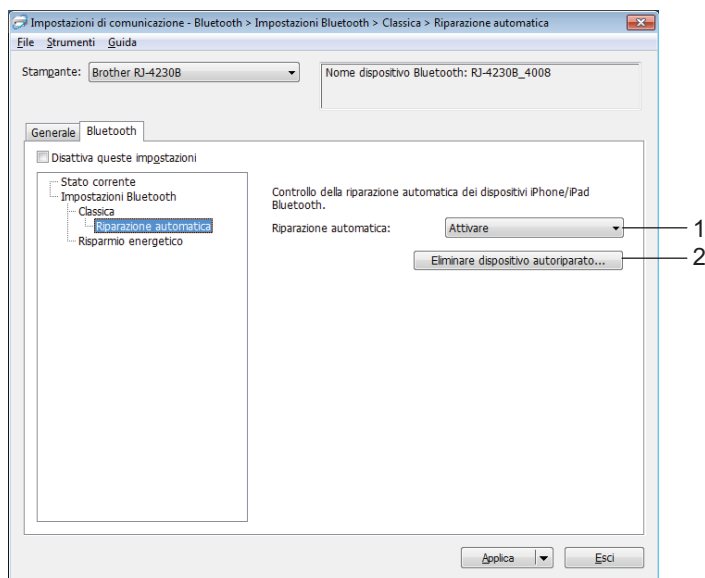 Impostazioni di comunicazione - Bluetooth > Impostazioni Bluetooth > Classica > Riparazione automatica
File Strumenti Guida
Stampante: Brother RJ-4230B
Nome dispositivo Bluetooth: RJ-4230B_4008
Generale Bluetooth
Disattiva queste impostazioni
Stato corrente
Impostazioni Bluetooth
Classica
Riparazione automatica
Risparmio energetico
Controllo della riparazione automatica dei dispositivi iPhone/iPad
Bluetooth.
Riparazione automatica: Attivare 1
Eliminare dispositivo autoriparato... 2
Applica Esci